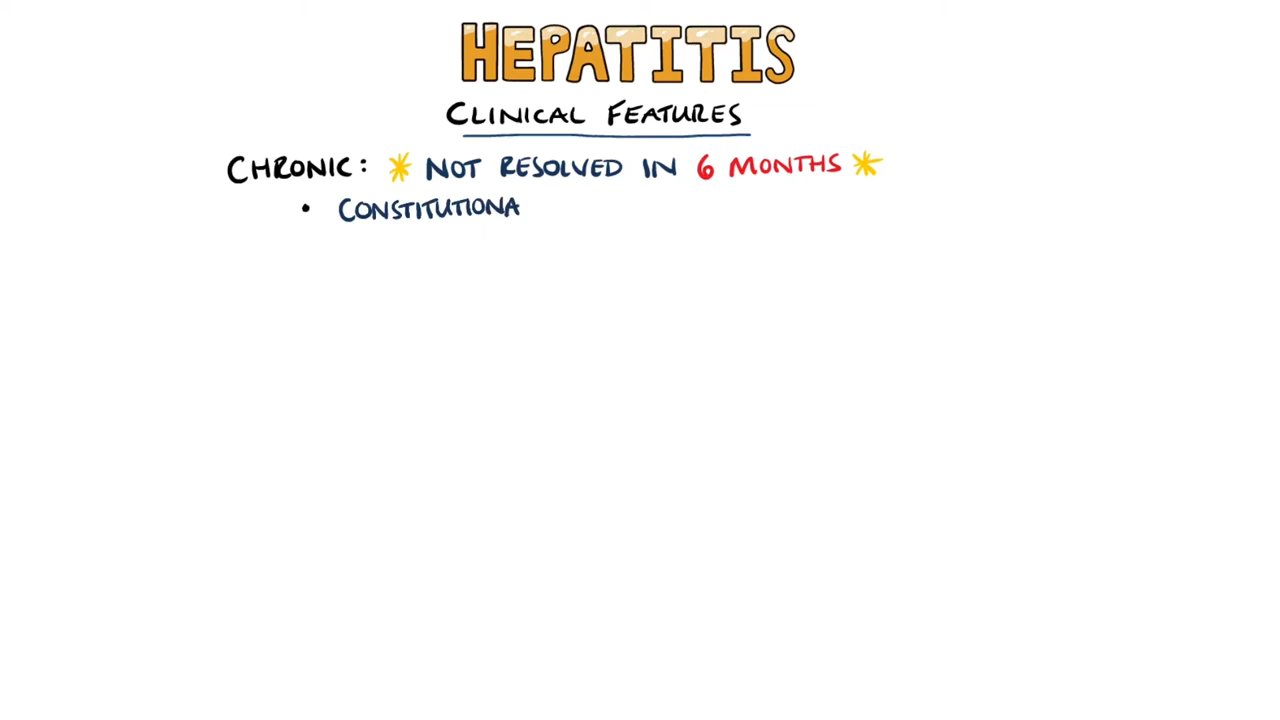 HEPATITIS
CLINICAL FEATURES
CHRONIC: * NOT RESOLVED IN 6 MONTHS *
• CONSTITUTIONA